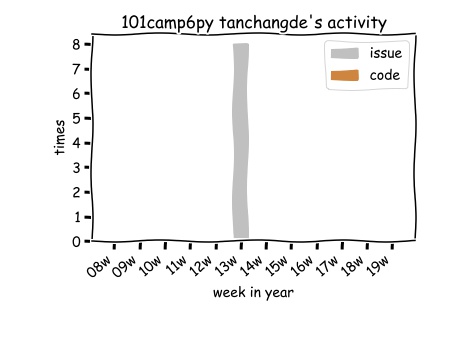 101camp6py tanchangde's activity
issue
code
times
8
7
6
5
4
3
2
1
0
08w 09w 10w 11w 12w 13w 14w 15w 16w 17w 18w 19w
week in year